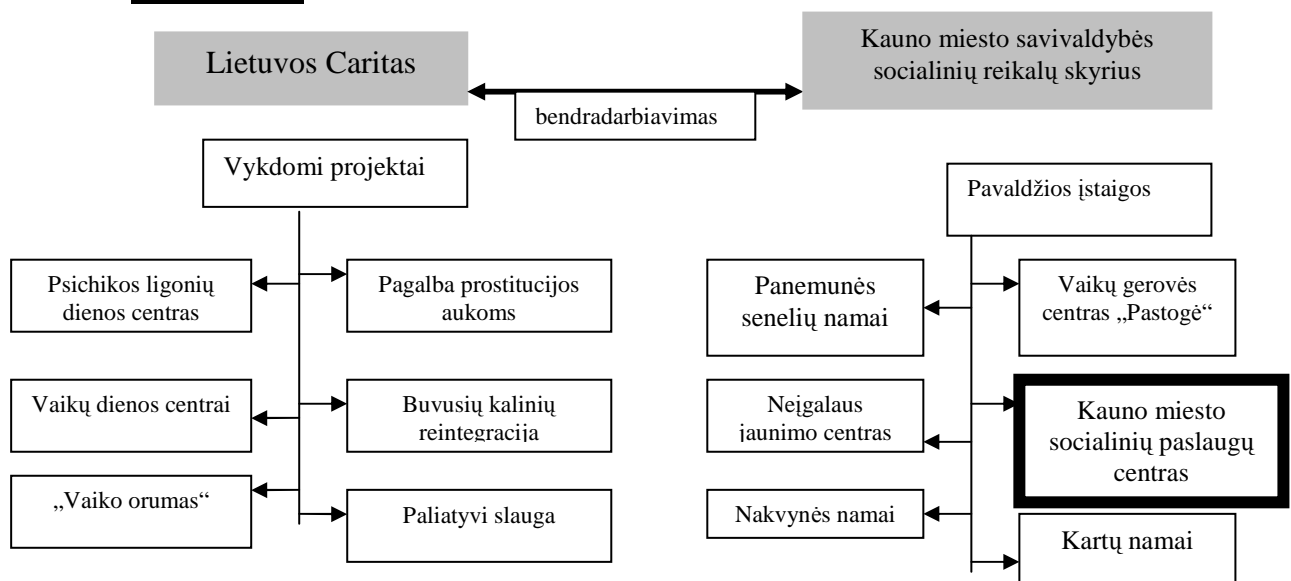 Lietuvos Caritas
Kauno miesto savivaldybės
socialinių reikalų skyrius
bendradarbiavimas
Vykdomi projektai
Psichikos ligonių
dienos centras
Pagalba prostitucijos
aukoms
Vaikų dienos centrai
Buvusių kalinių
reintegracija
„Vaiko orumas“
Paliatyvi slauga
Pavaldžios įstaigos
Panemunės
senelių namai
Vaikų gerovės
centras „Pastogė“
Neįgalaus
jaunimo centras
Kauno miesto
socialinių paslaugų
centras
Nakvynės namai
Kartų namai